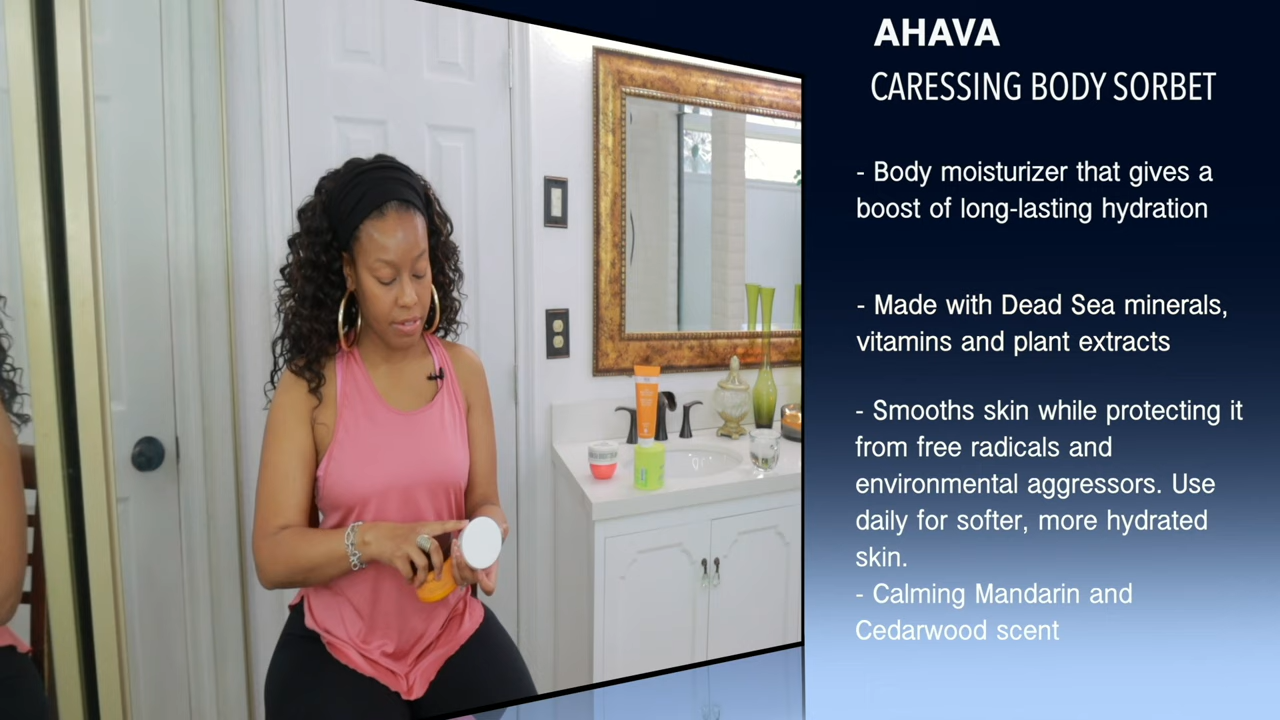 AHAVA
CARESSING BODY SORBET
- Body moisturizer that gives a
boost of long-lasting hydration
- Made with Dead Sea minerals,
vitamins and plant extracts
- Smooths skin while protecting it
from free radicals and
environmental aggressors. Use
daily for softer, more hydrated
skin.
- Calming Mandarin and
Cedarwood scent